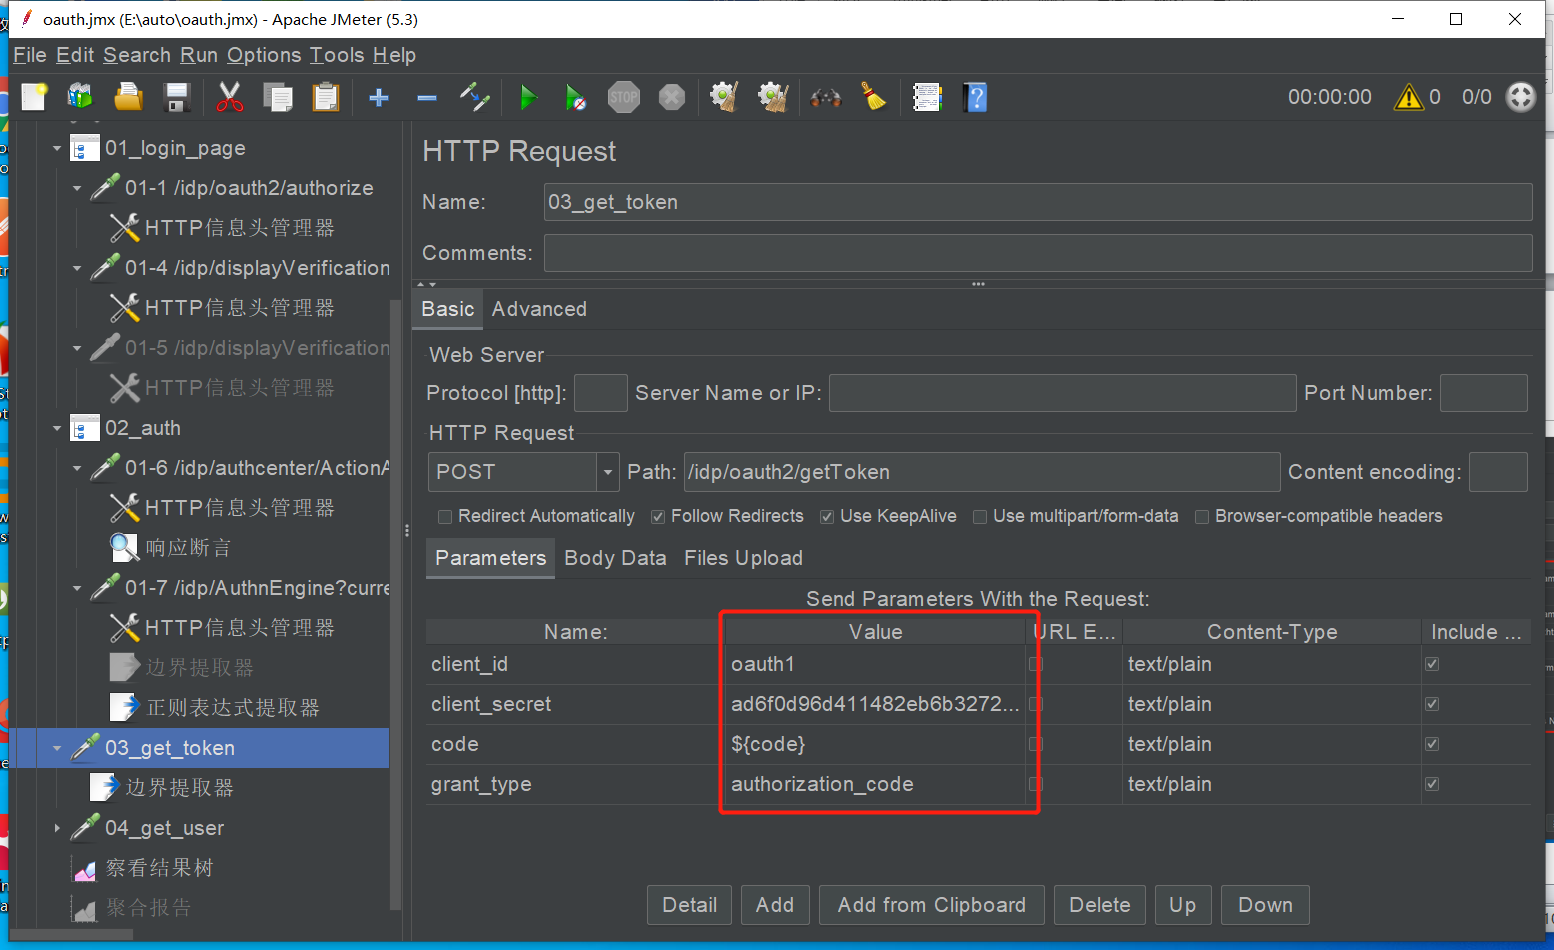 oauth.jmx (E:\auto\oauth.jmx) - Apache JMeter (5.3)
File Edit Search Run Options Tools Help
STOP
00:00:00 0 0/0
01_login_page
01-1 /idp/oauth2/authorize
HTTP信息头管理器
01-4 /idp/displayVerification
HTTP信息头管理器
01-5 /idp/displayVerification
HTTP信息头管理器
02_auth
01-6 /idp/authcenter/ActionA
HTTP信息头管理器
响应断言
01-7 /idp/AuthnEngine?curre
HTTP信息头管理器
边界提取器
正则表达式提取器
03_get_token
边界提取器
04_get_user
察看结果树
聚合报告
HTTP Request
Name: 03_get_token
Comments:
Basic Advanced
Web Server
Protocol [http]: Server Name or IP: Port Number:
HTTP Request
POST Path: /idp/oauth2/getToken Content encoding:
Redirect Automatically Follow Redirects Use KeepAlive Use multipart/form-data Browser-compatible headers
Parameters Body Data Files Upload
Send Parameters With the Request:
Name: Value URL E... Content-Type Include ...
client_id oauth1 text/plain
client_secret ad6f0d96d411482eb6b3272... text/plain
code ${code} text/plain
grant_type authorization_code text/plain
Detail Add Add from Clipboard Delete Up Down